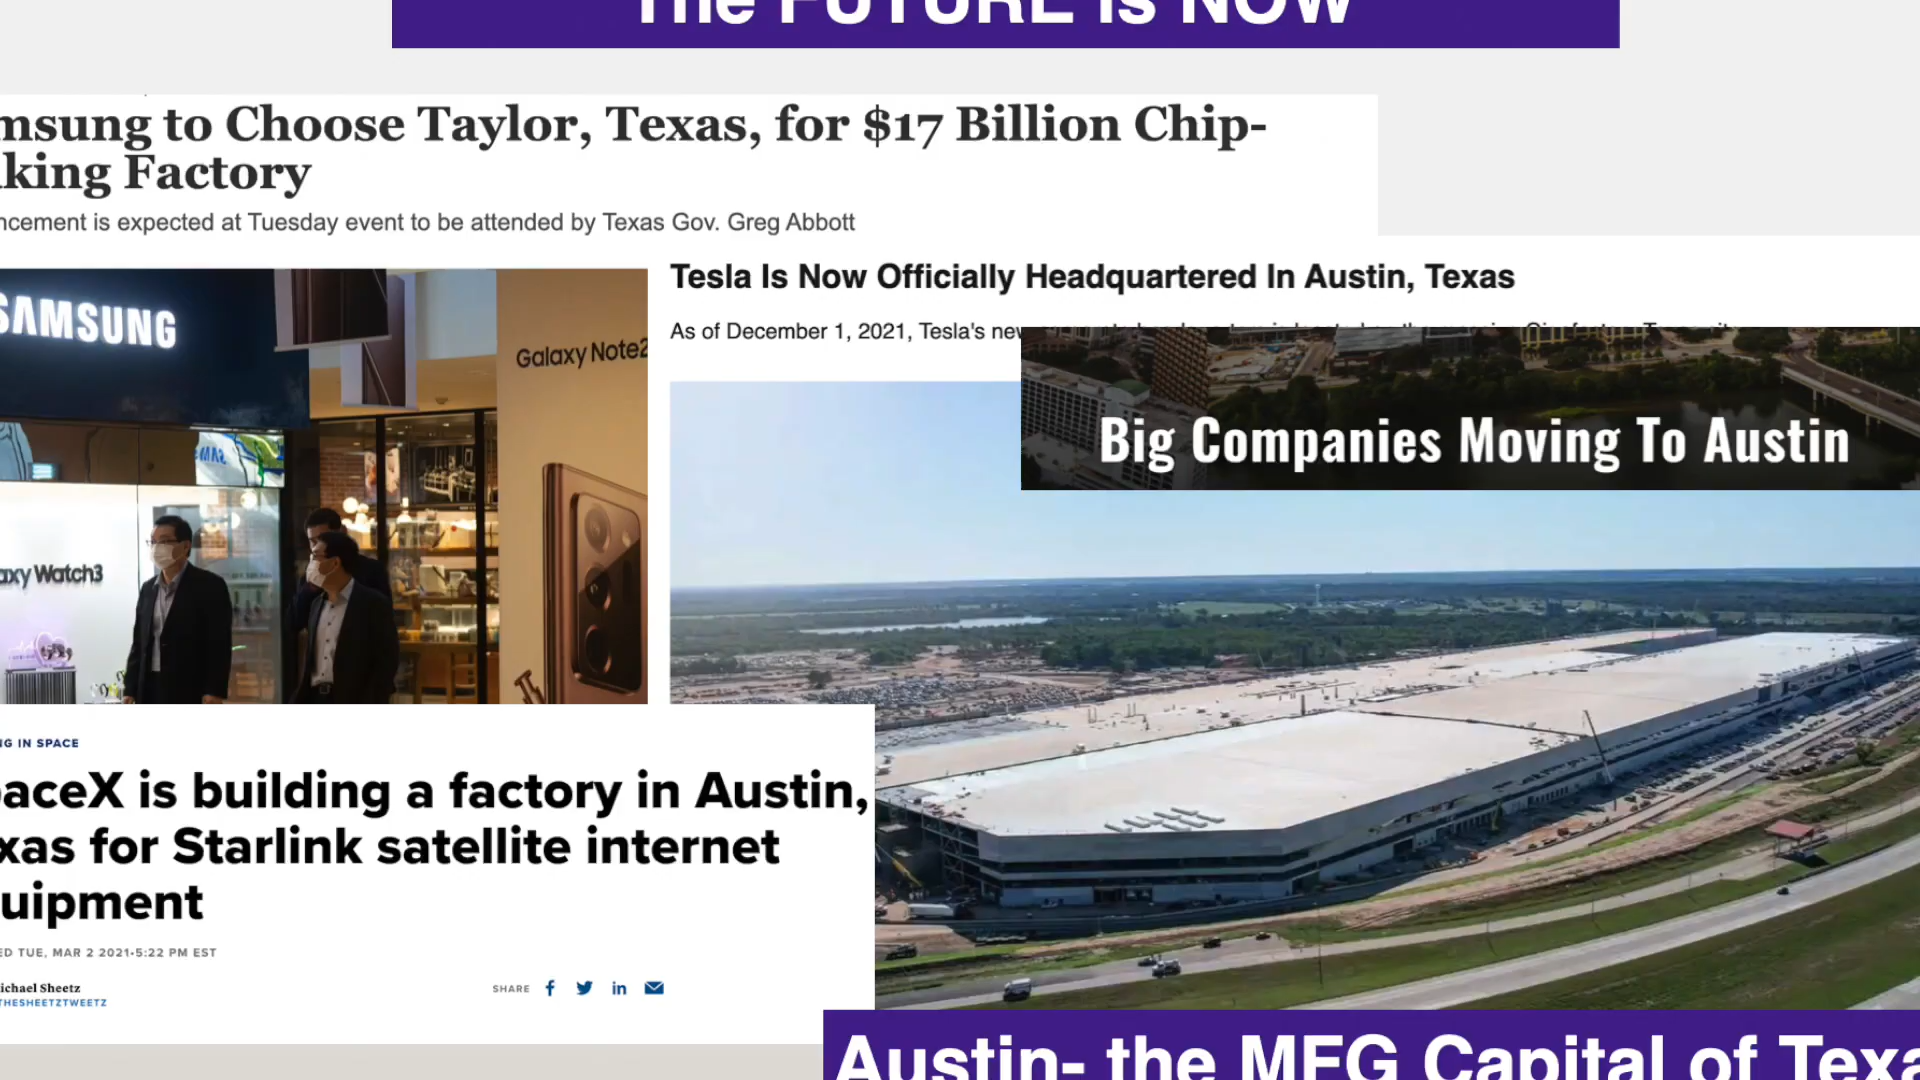 The FUTURE is NOW
msung to Choose Taylor, Texas, for $17 Billion Chip-
king Factory
ncement is expected at Tuesday event to be attended by Texas Gov. Greg Abbott
Tesla Is Now Officially Headquartered In Austin, Texas
As of December 1, 2021, Tesla's new
Big Companies Moving To Austin
SAMSUNG
Galaxy Note2
axy Watch3
NG IN SPACE
paceX is building a factory in Austin,
xas for Starlink satellite internet
uipment
ED TUE, MAR 2 2021•5:22 PM EST
ichael Sheetz
THESHEETZTWEETZ
SHARE
Austin- the MFG Capital of Texa